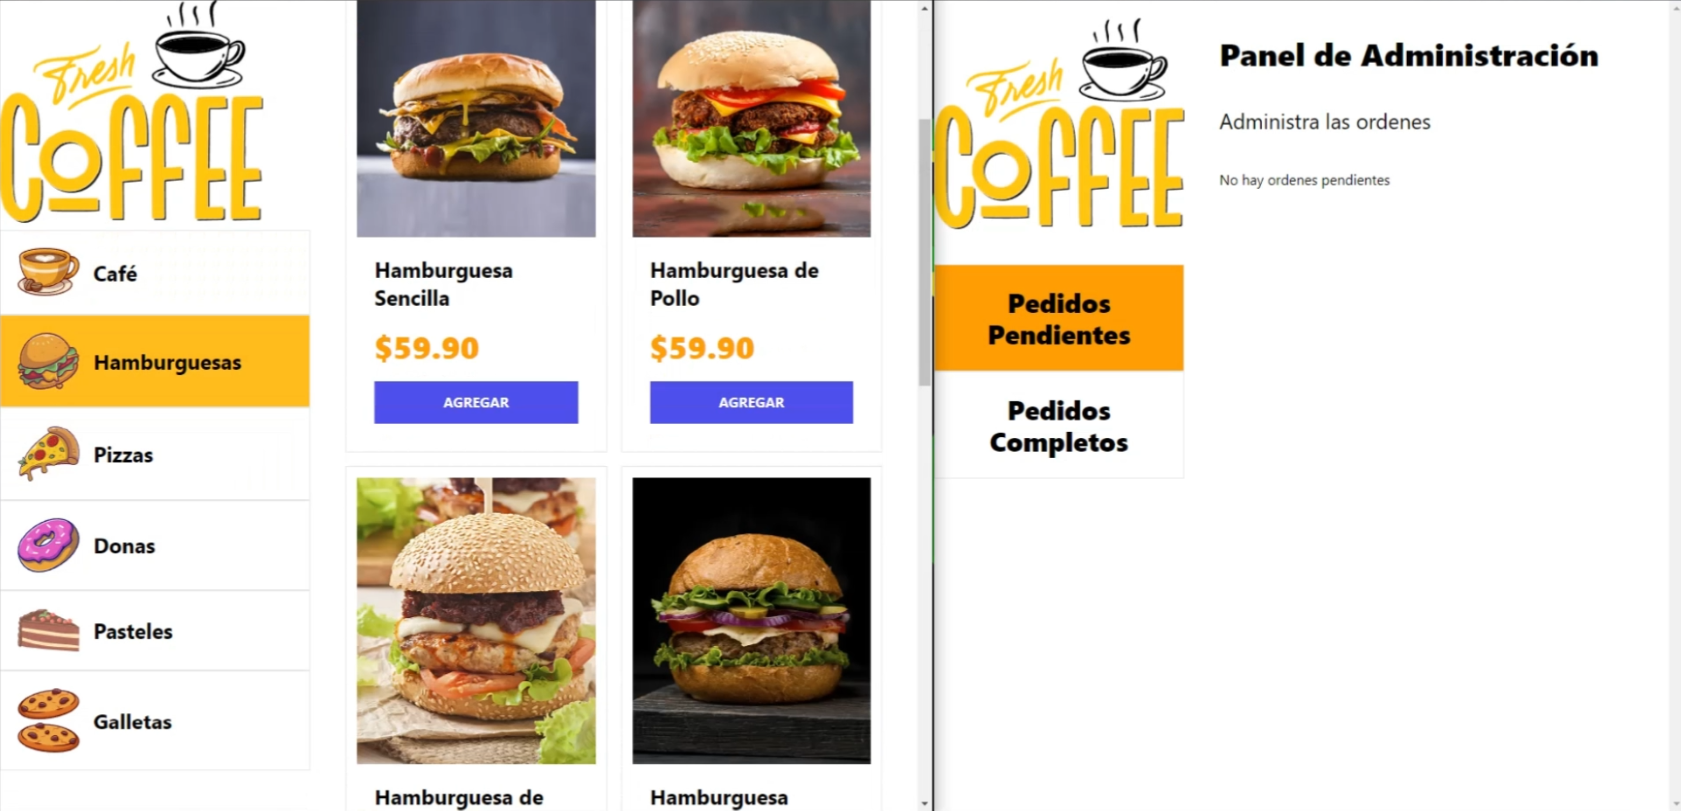 Fresh
COFFEE
Café
Hamburguesas
Pizzas
Donas
Pasteles
Galletas
Hamburguesa
Sencilla
$59.90
AGREGAR
Hamburguesa de
Pollo
$59.90
AGREGAR
Hamburguesa de
Hamburguesa
Fresh
COFFEE
Pedidos
Pendientes
Pedidos
Completos
Panel de Administración
Administra las ordenes
No hay ordenes pendientes